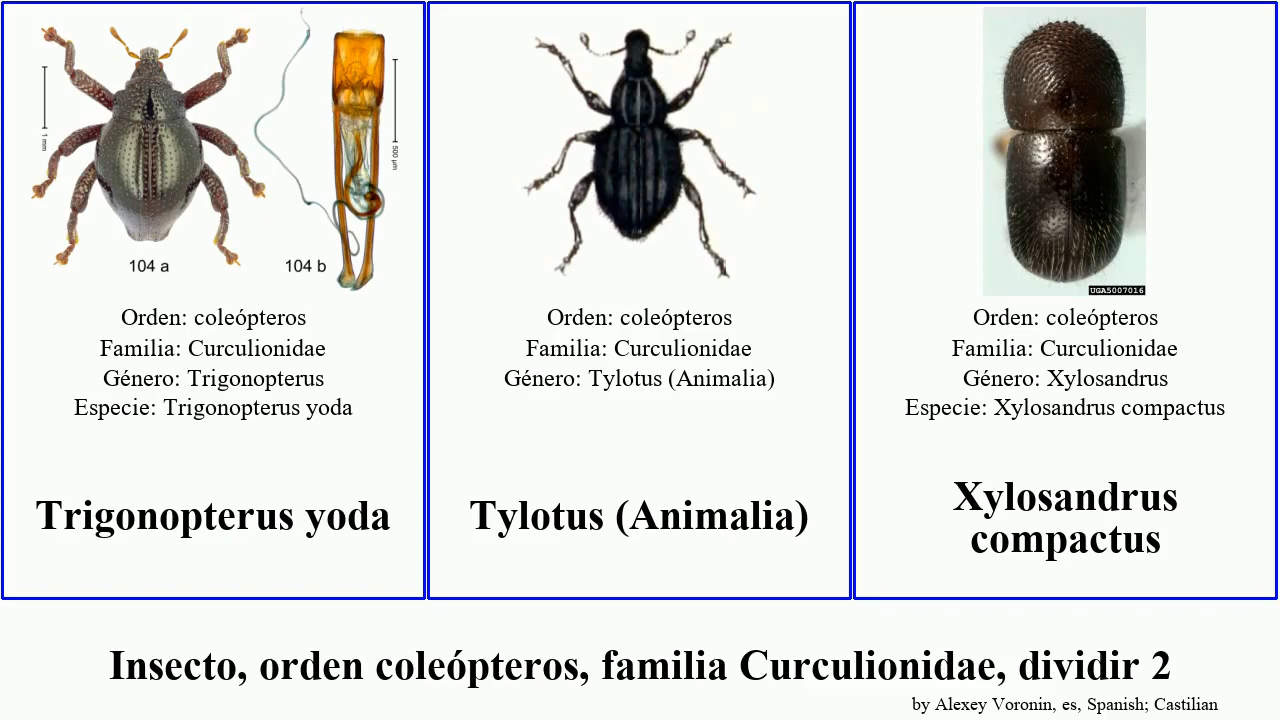 1 mm
500 µm
104 a
104 b
Orden: coleópteros
Familia: Curculionidae
Género: Trigonopterus
Especie: Trigonopterus yoda
Trigonopterus yoda
Orden: coleópteros
Familia: Curculionidae
Género: Tylotus (Animalia)
Tylotus (Animalia)
UGA5007016
Orden: coleópteros
Familia: Curculionidae
Género: Xylosandrus
Especie: Xylosandrus compactus
Xylosandrus
compactus
Insecto, orden coleópteros, familia Curculionidae, dividir 2
by Alexey Voronin, es, Spanish; Castilian